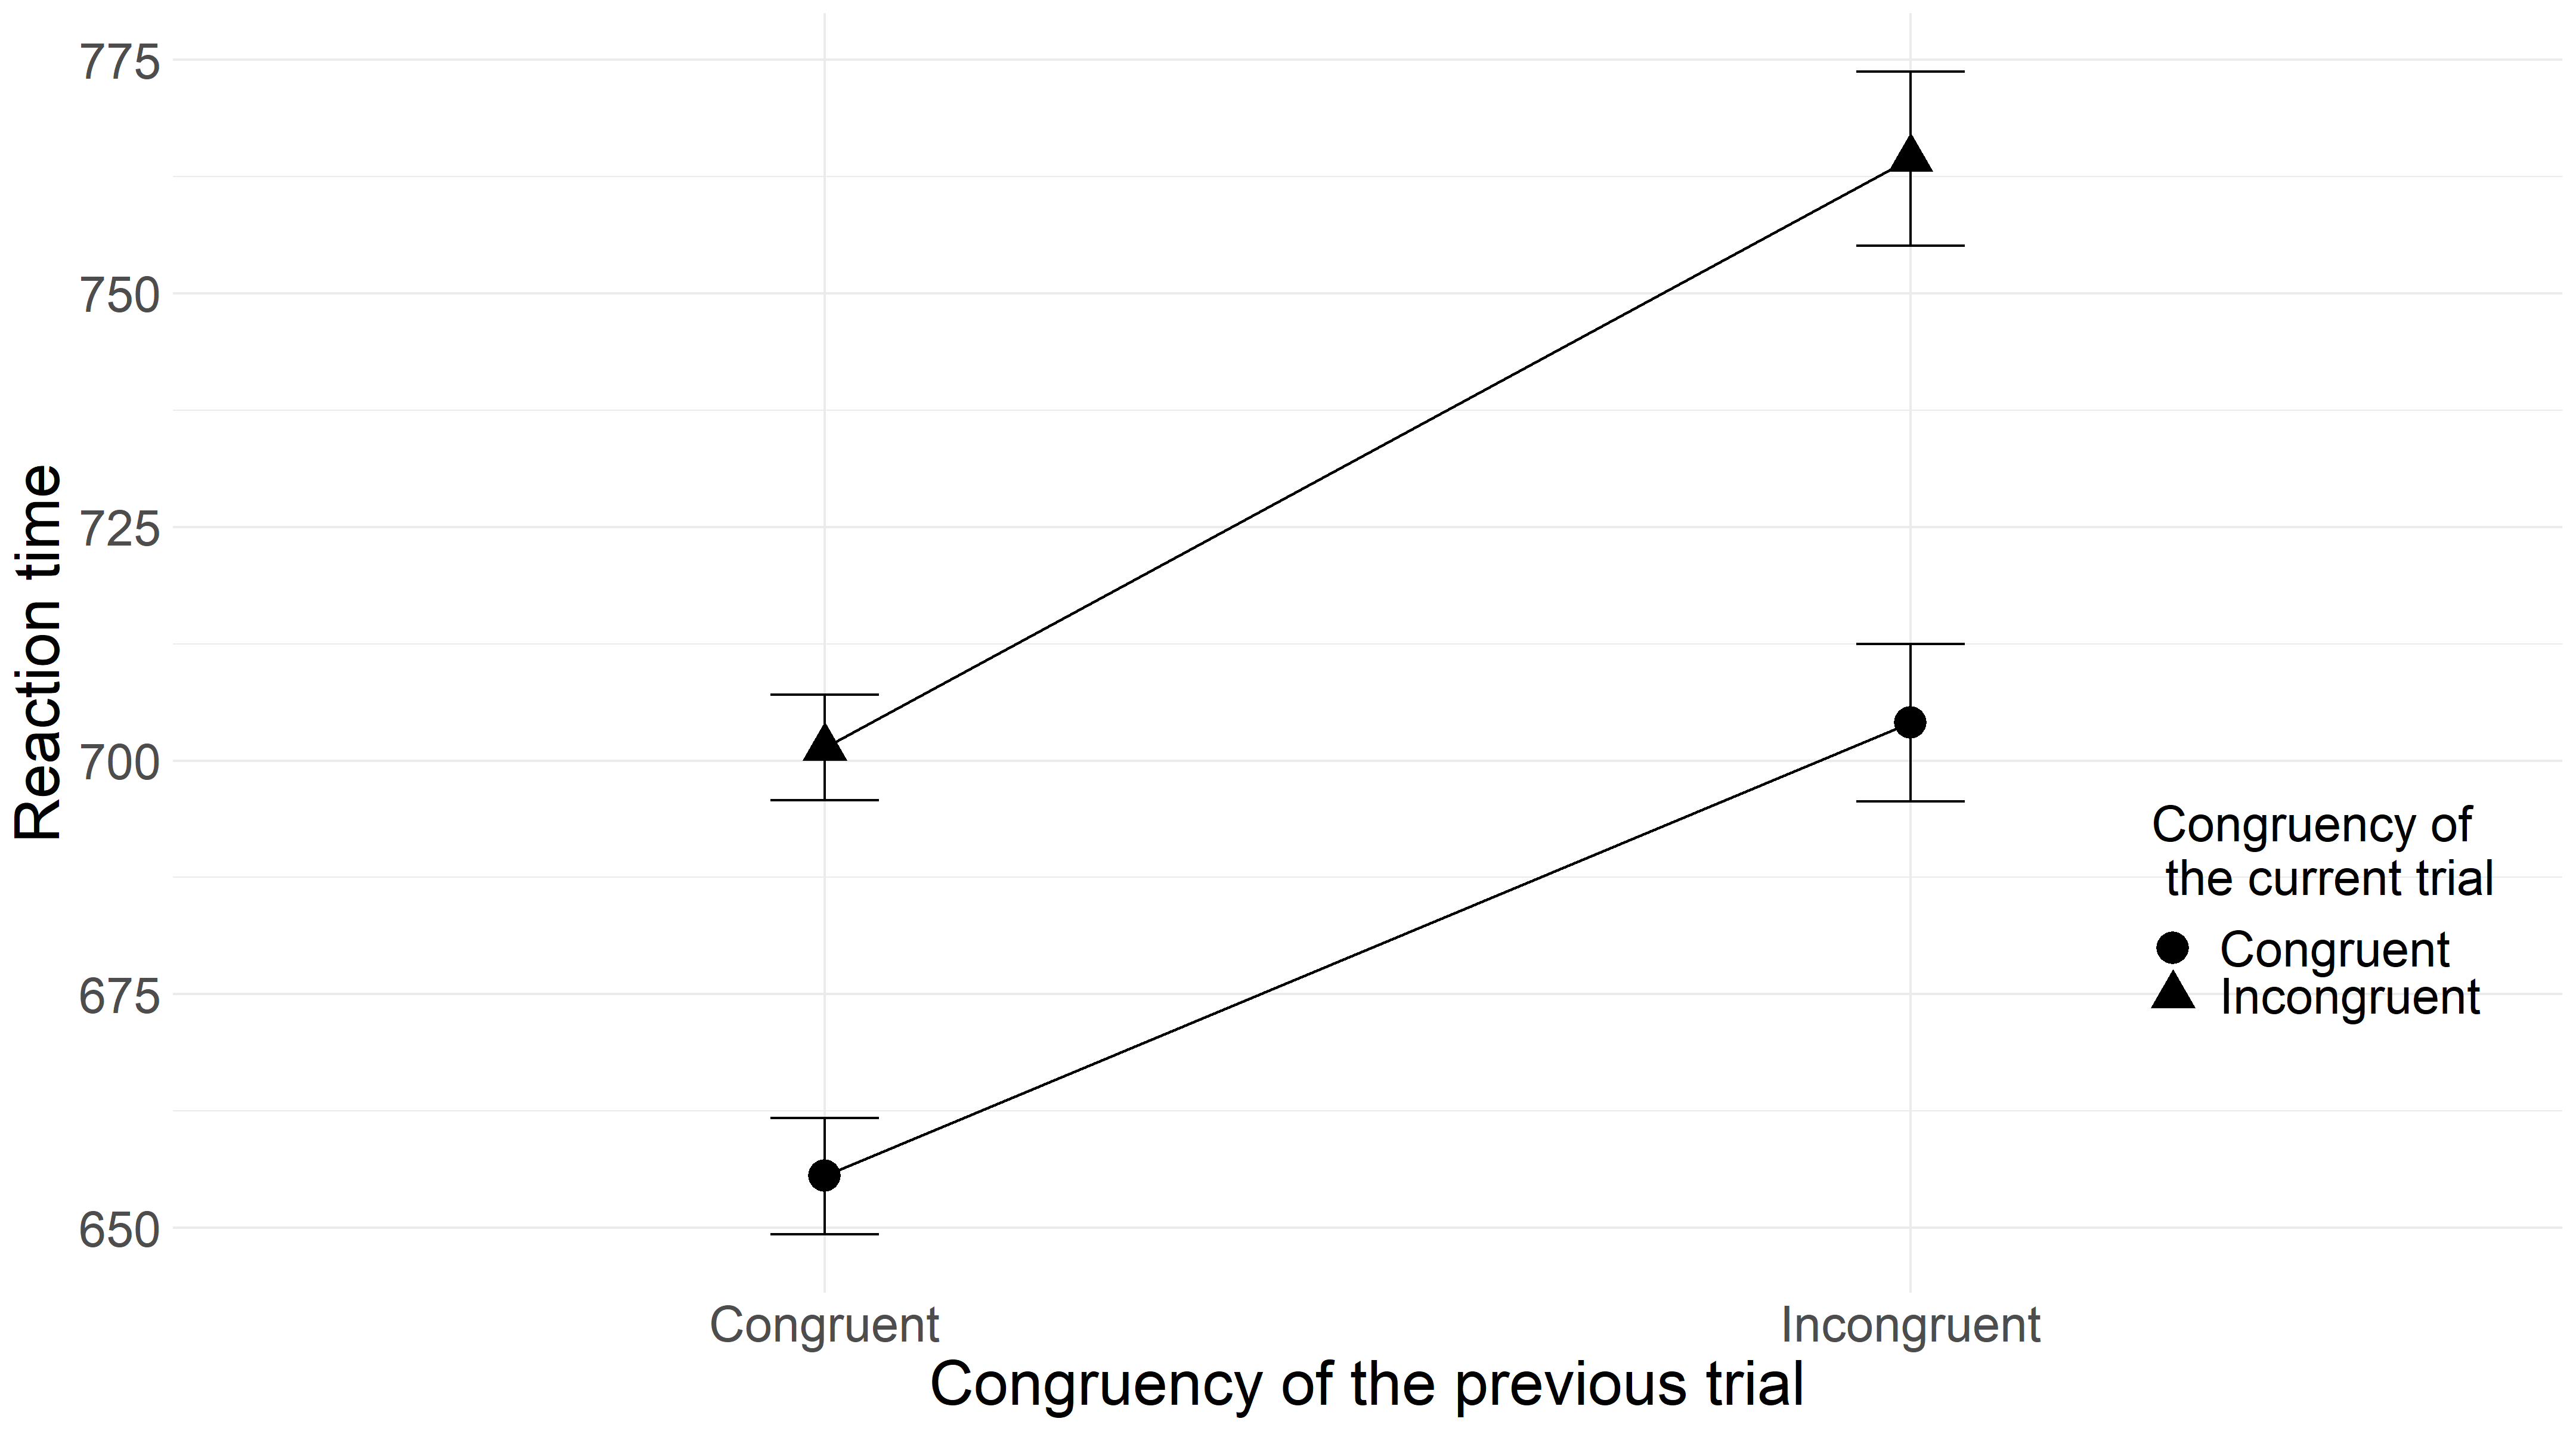 775
750
725
700
675
650
Reaction time
Congruency of
the current trial
Congruent
Incongruent
Congruent
Incongruent
Congruency of the previous trial